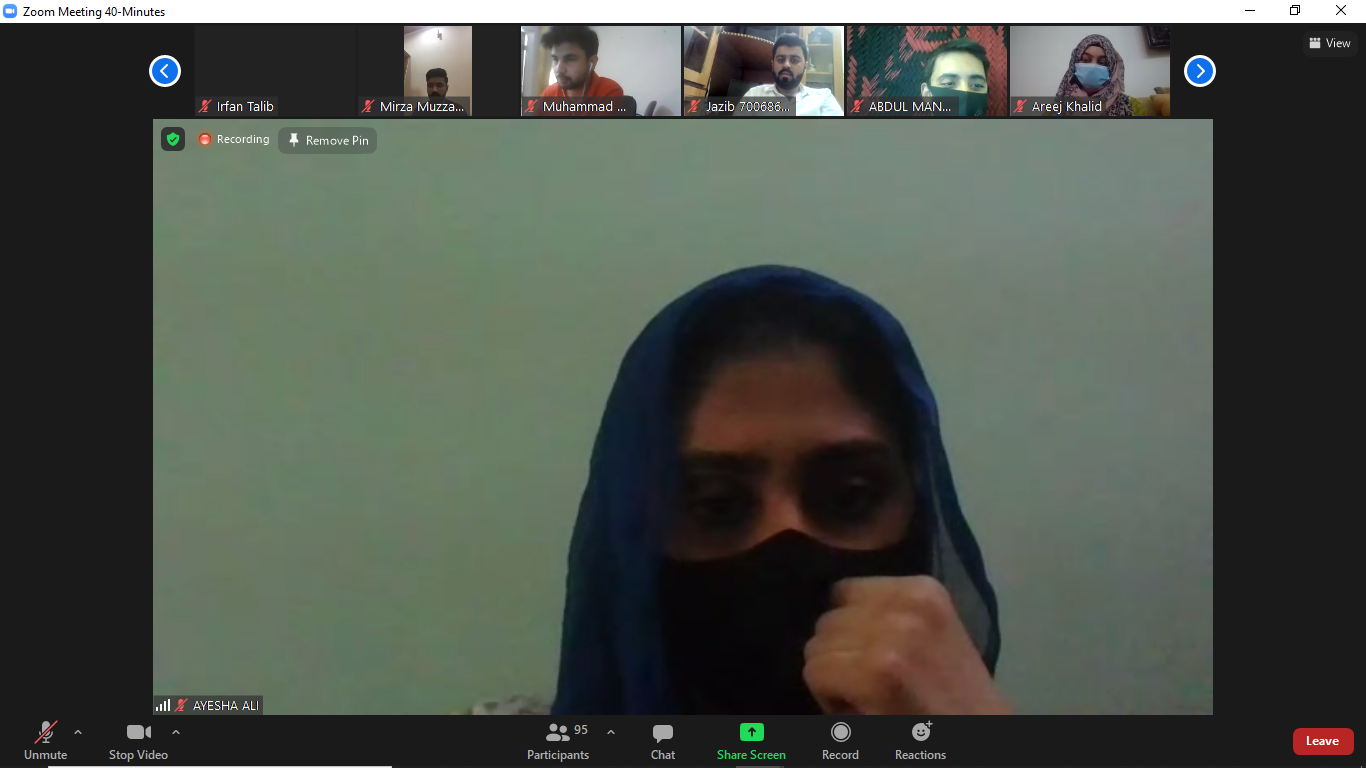 Zoom Meeting 40-Minutes
View
Irfan Talib
Mirza Muzza...
Muhammad ...
Jazib 700686...
ABDUL MAN...
Areej Khalid
Recording
Remove Pin
AYESHA ALI
Unmute
Stop Video
95
Participants
Chat
Share Screen
Record
Reactions
Leave